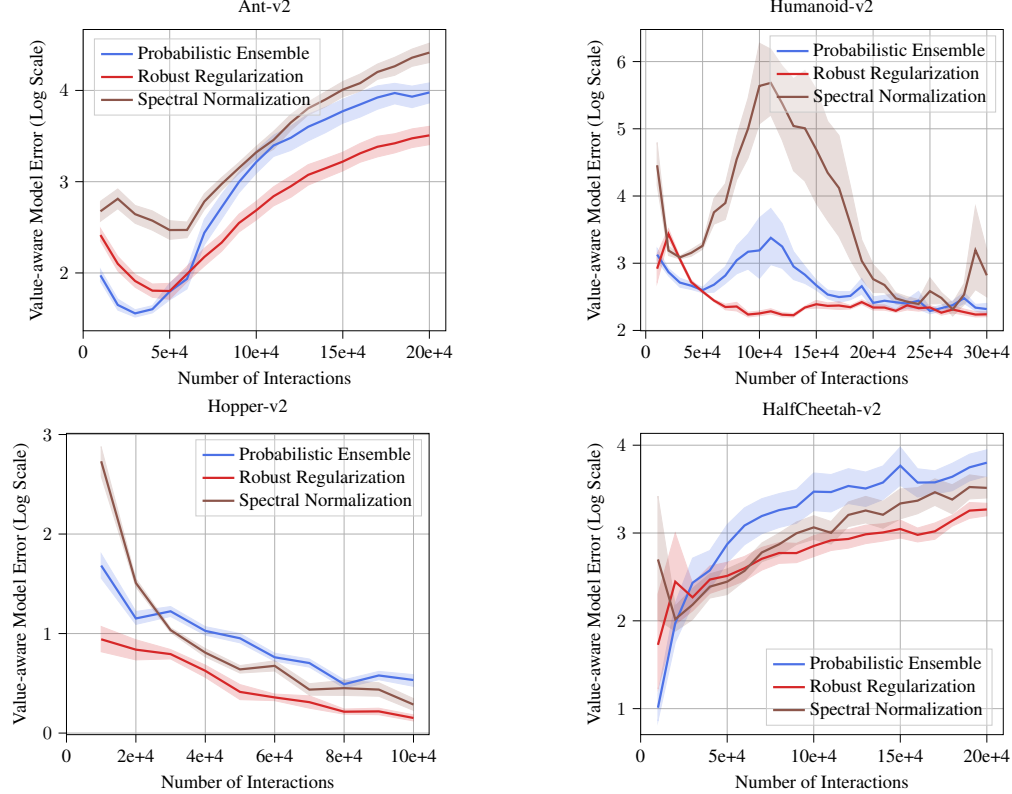 Ant-v2
Value-aware Model Error (Log Scale)
4
3
2
Probabilistic Ensemble
Robust Regularization
Spectral Normalization
0 5e+4 10e+4 15e+4 20e+4
Number of Interactions
Humanoid-v2
Value-aware Model Error (Log Scale)
6
5
4
3
2
Probabilistic Ensemble
Robust Regularization
Spectral Normalization
0 5e+4 10e+4 15e+4 20e+4 25e+4 30e+4
Number of Interactions
Hopper-v2
Value-aware Model Error (Log Scale)
3
2
1
0
Probabilistic Ensemble
Robust Regularization
Spectral Normalization
0 2e+4 4e+4 6e+4 8e+4 10e+4
Number of Interactions
HalfCheetah-v2
Value-aware Model Error (Log Scale)
4
3
2
1
Probabilistic Ensemble
Robust Regularization
Spectral Normalization
0 5e+4 10e+4 15e+4 20e+4
Number of Interactions